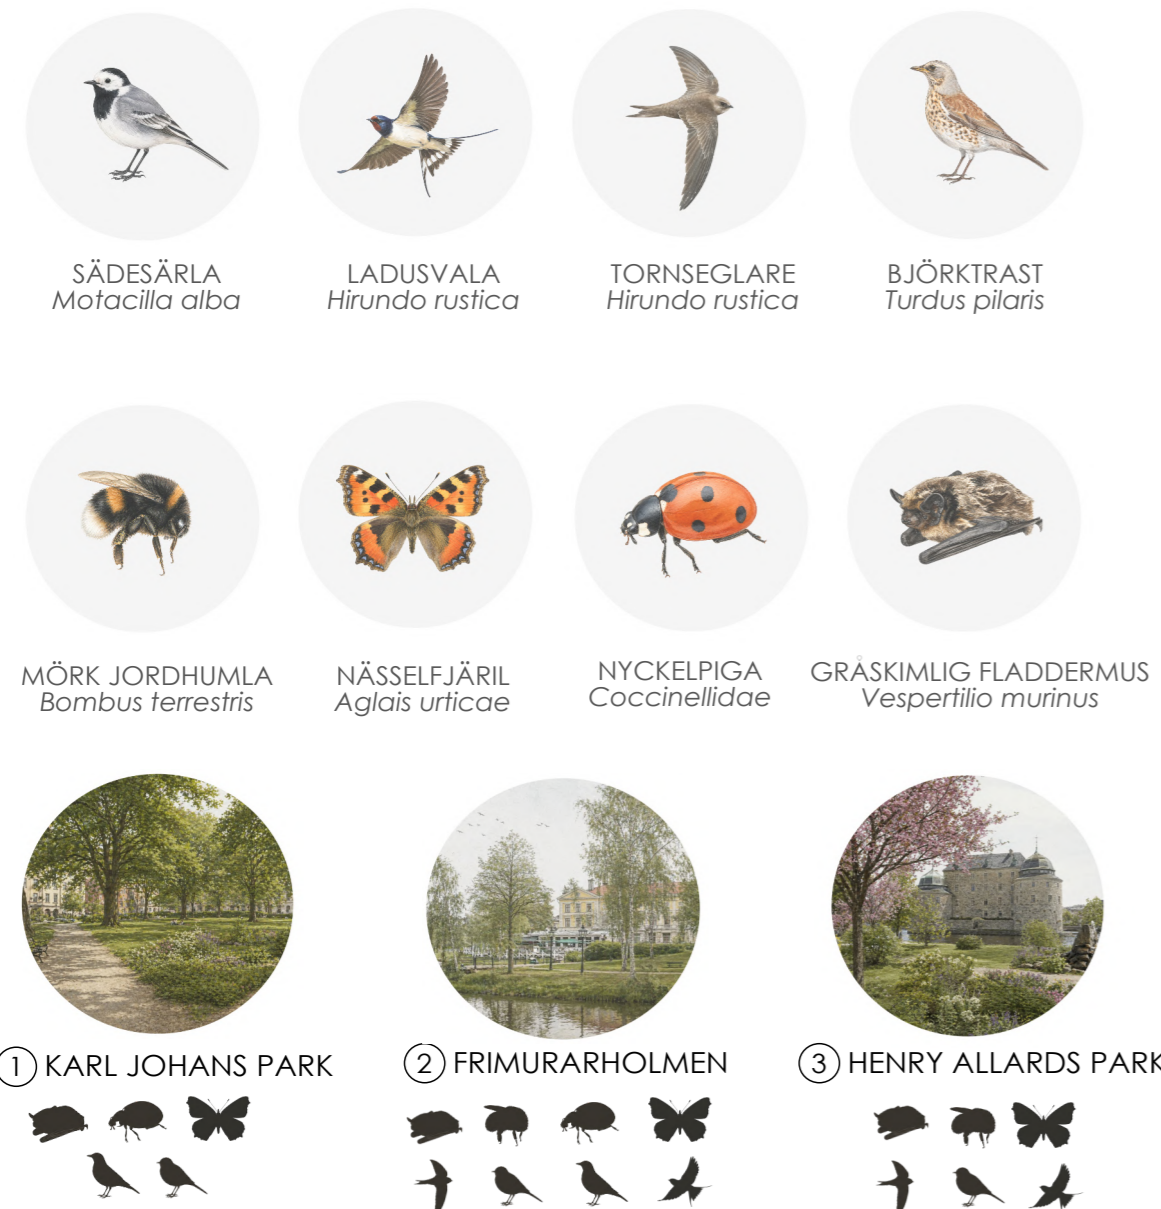 SÄDESÄRLA
Motacilla alba
LADUSVALA
Hirundo rustica
TORNSEGLARE
Hirundo rustica
BJÖRKTRAST
Turdus pilaris
MÖRK JORDHUMLA
Bombus terrestris
NÄSSELFJÄRIL
Aglais urticae
NYCKELPIGA
Coccinellidae
GRÅSKIMLIG FLADDERMUS
Vespertilio murinus
1 KARL JOHANS PARK
2 FRIMURARHOLMEN
3 HENRY ALLARDS PARK